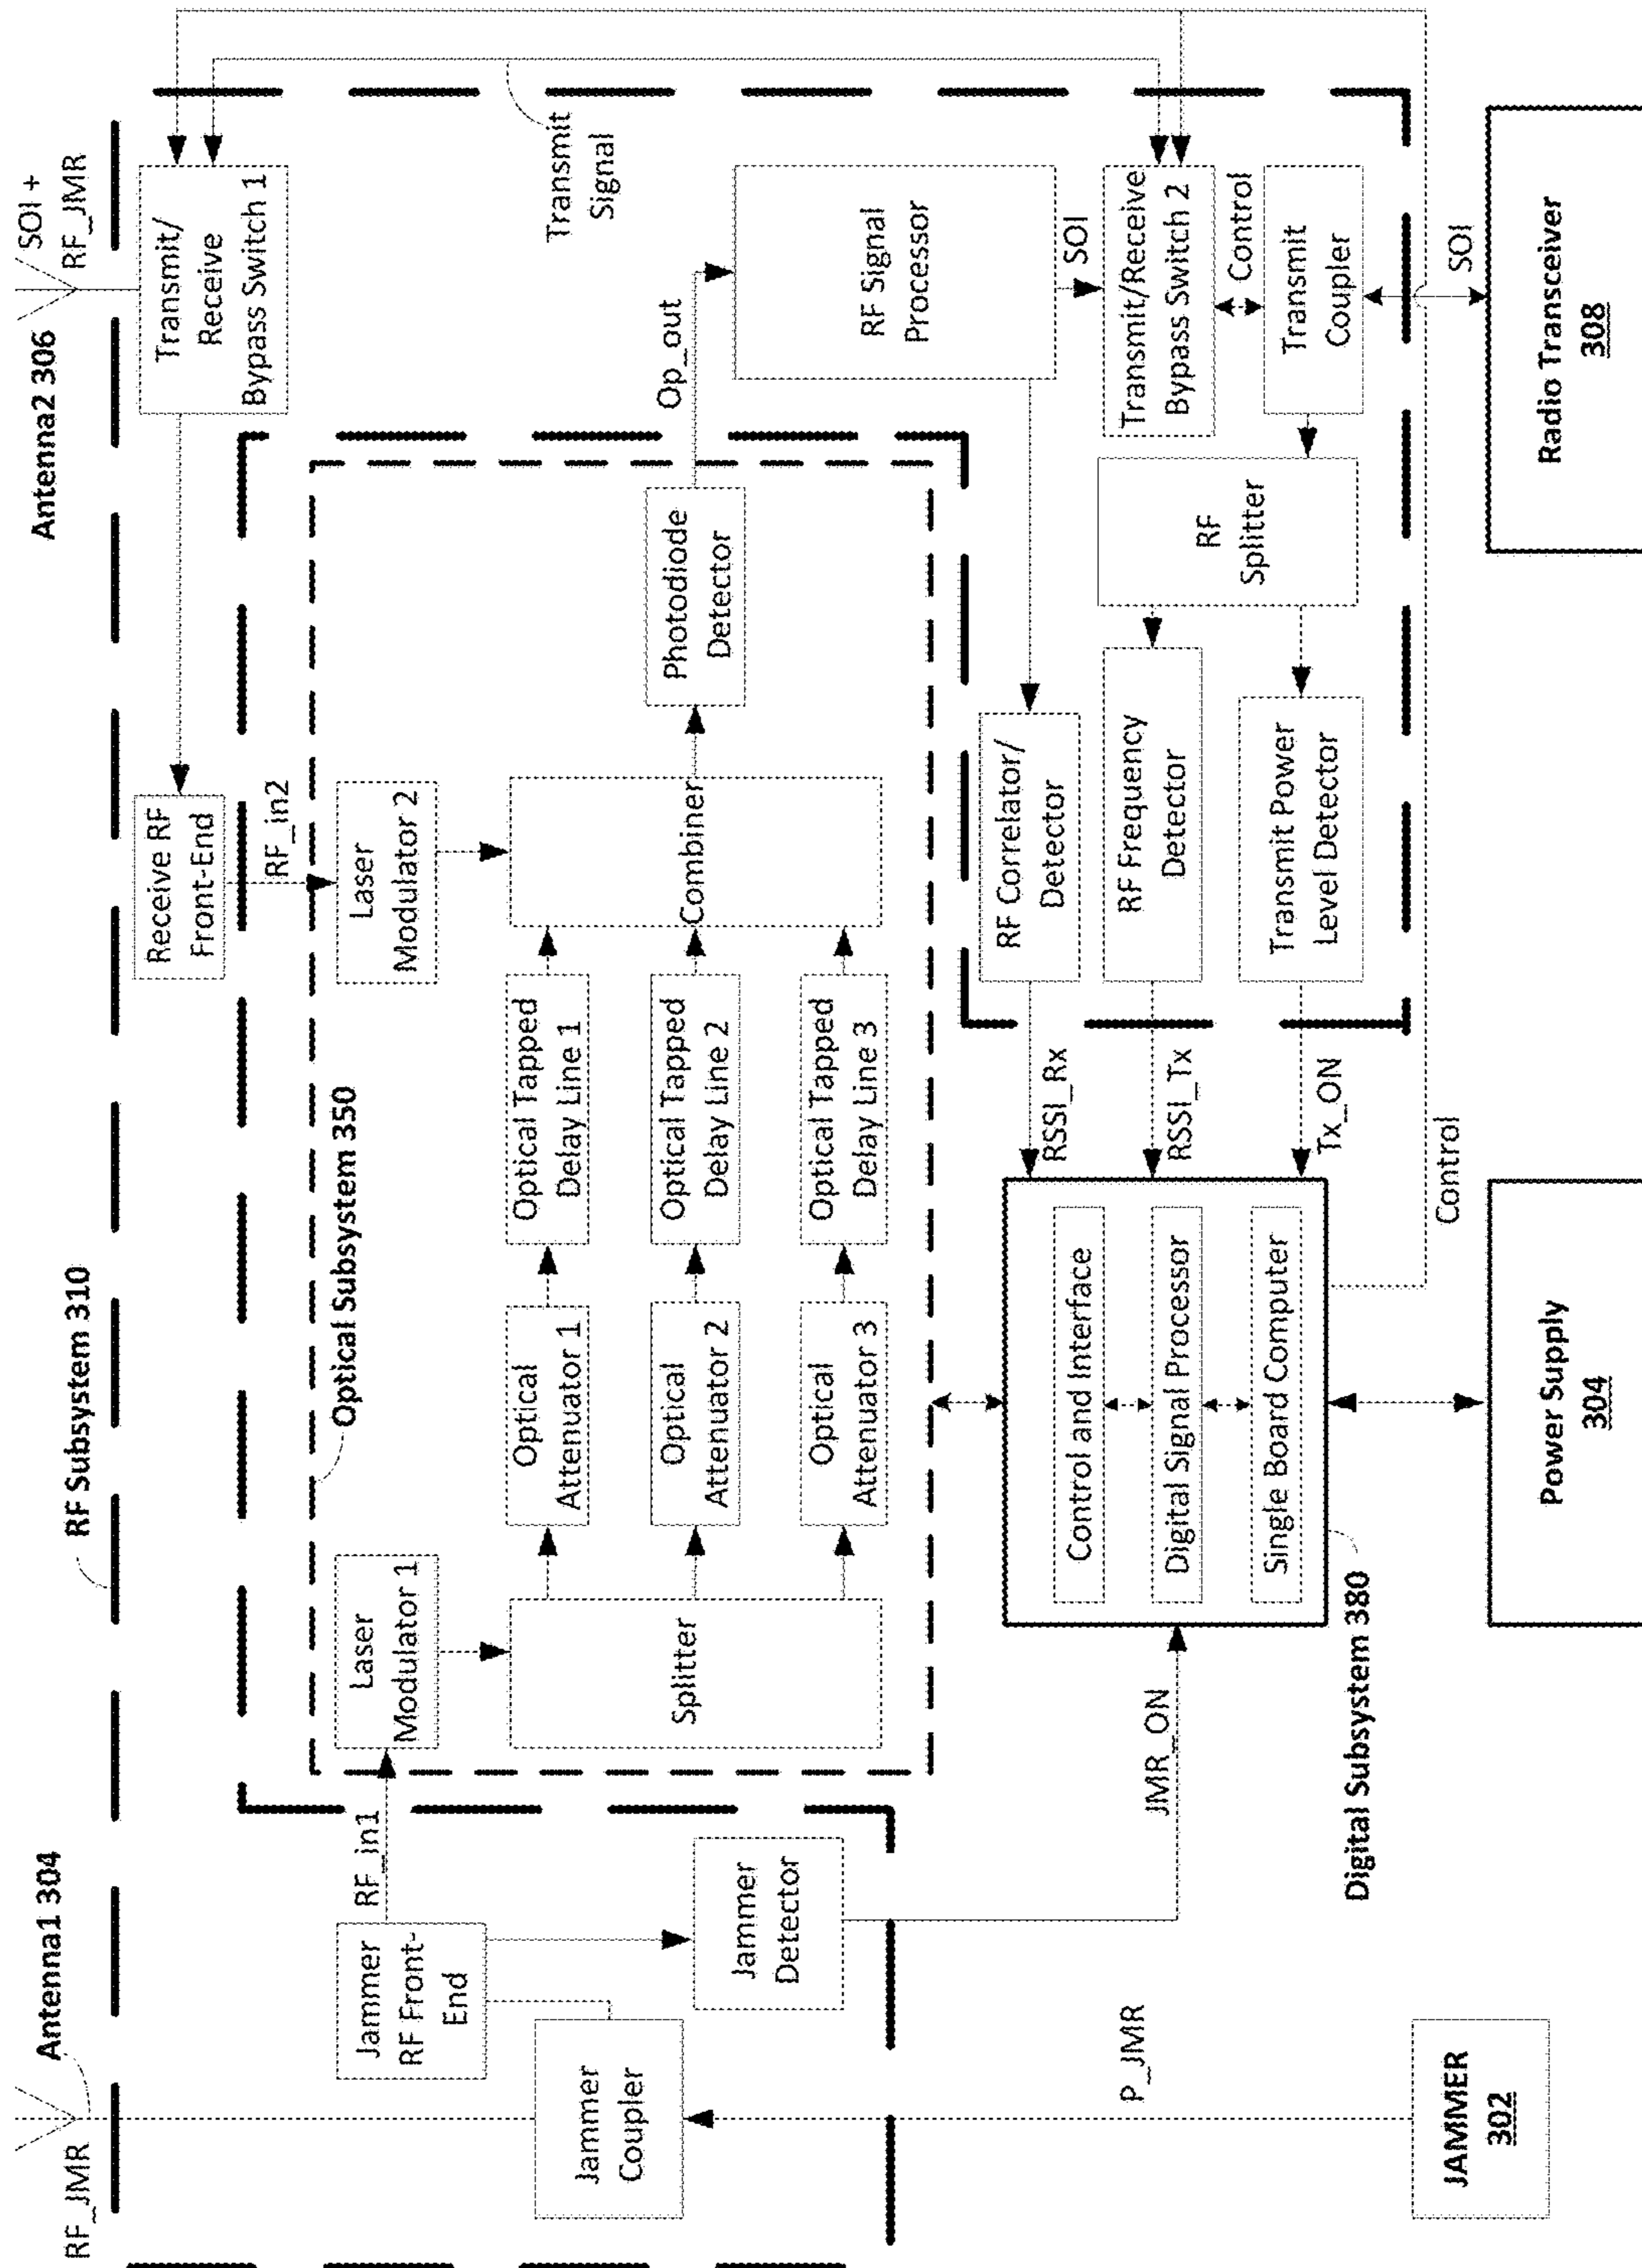 RF_JMR
Antenna1 304
RF Subsystem 310
Antenna2 306
SOI +
RF_JMR
Jammer
Coupler
Jammer
RF Front-
End
RF_in1
Jammer
Detector
Optical Subsystem 350
Laser
Modulator 1
Splitter
Optical
Attenuator 1
Optical
Attenuator 2
Optical
Attenuator 3
Optical Tapped
Delay Line 1
Optical Tapped
Delay Line 2
Optical Tapped
Delay Line 3
Receive RF
Front-End
RF_in2
Laser
Modulator 2
Combiner
Photodiode
Detector
Op_out
Transmit/
Receive
Bypass Switch 1
Transmit
Signal
RF Signal
Processor
SOI
Transmit/Receive
Bypass Switch 2
Control
Transmit
Coupler
SOI
RF
Splitter
RF Correlator/
Detector
RF Frequency
Detector
Transmit Power
Level Detector
RSSI_Rx
RSSI_Tx
Tx_ON
Control
Control and Interface
Digital Signal Processor
Single Board Computer
JMR_ON
Digital Subsystem 380
P_JMR
JAMMER
302
Power Supply
304
Radio Transceiver
308